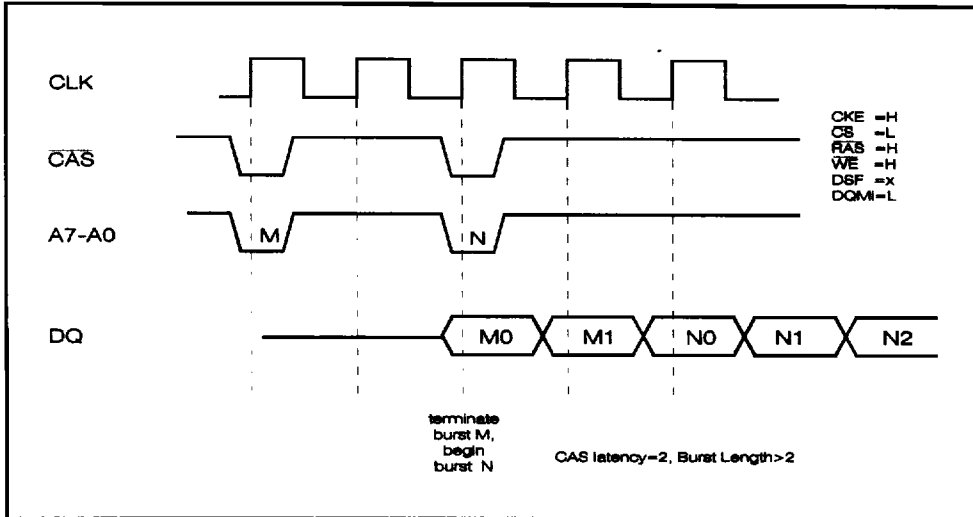 CLK
CAS
A7-A0
M
N
CKE =H
CS =L
RAS =H
WE =H
DSF =x
DQMI=L
DQ
M0
M1
N0
N1
N2
terminate
burst M,
begin
burst N
CAS latency=2, Burst Length>2